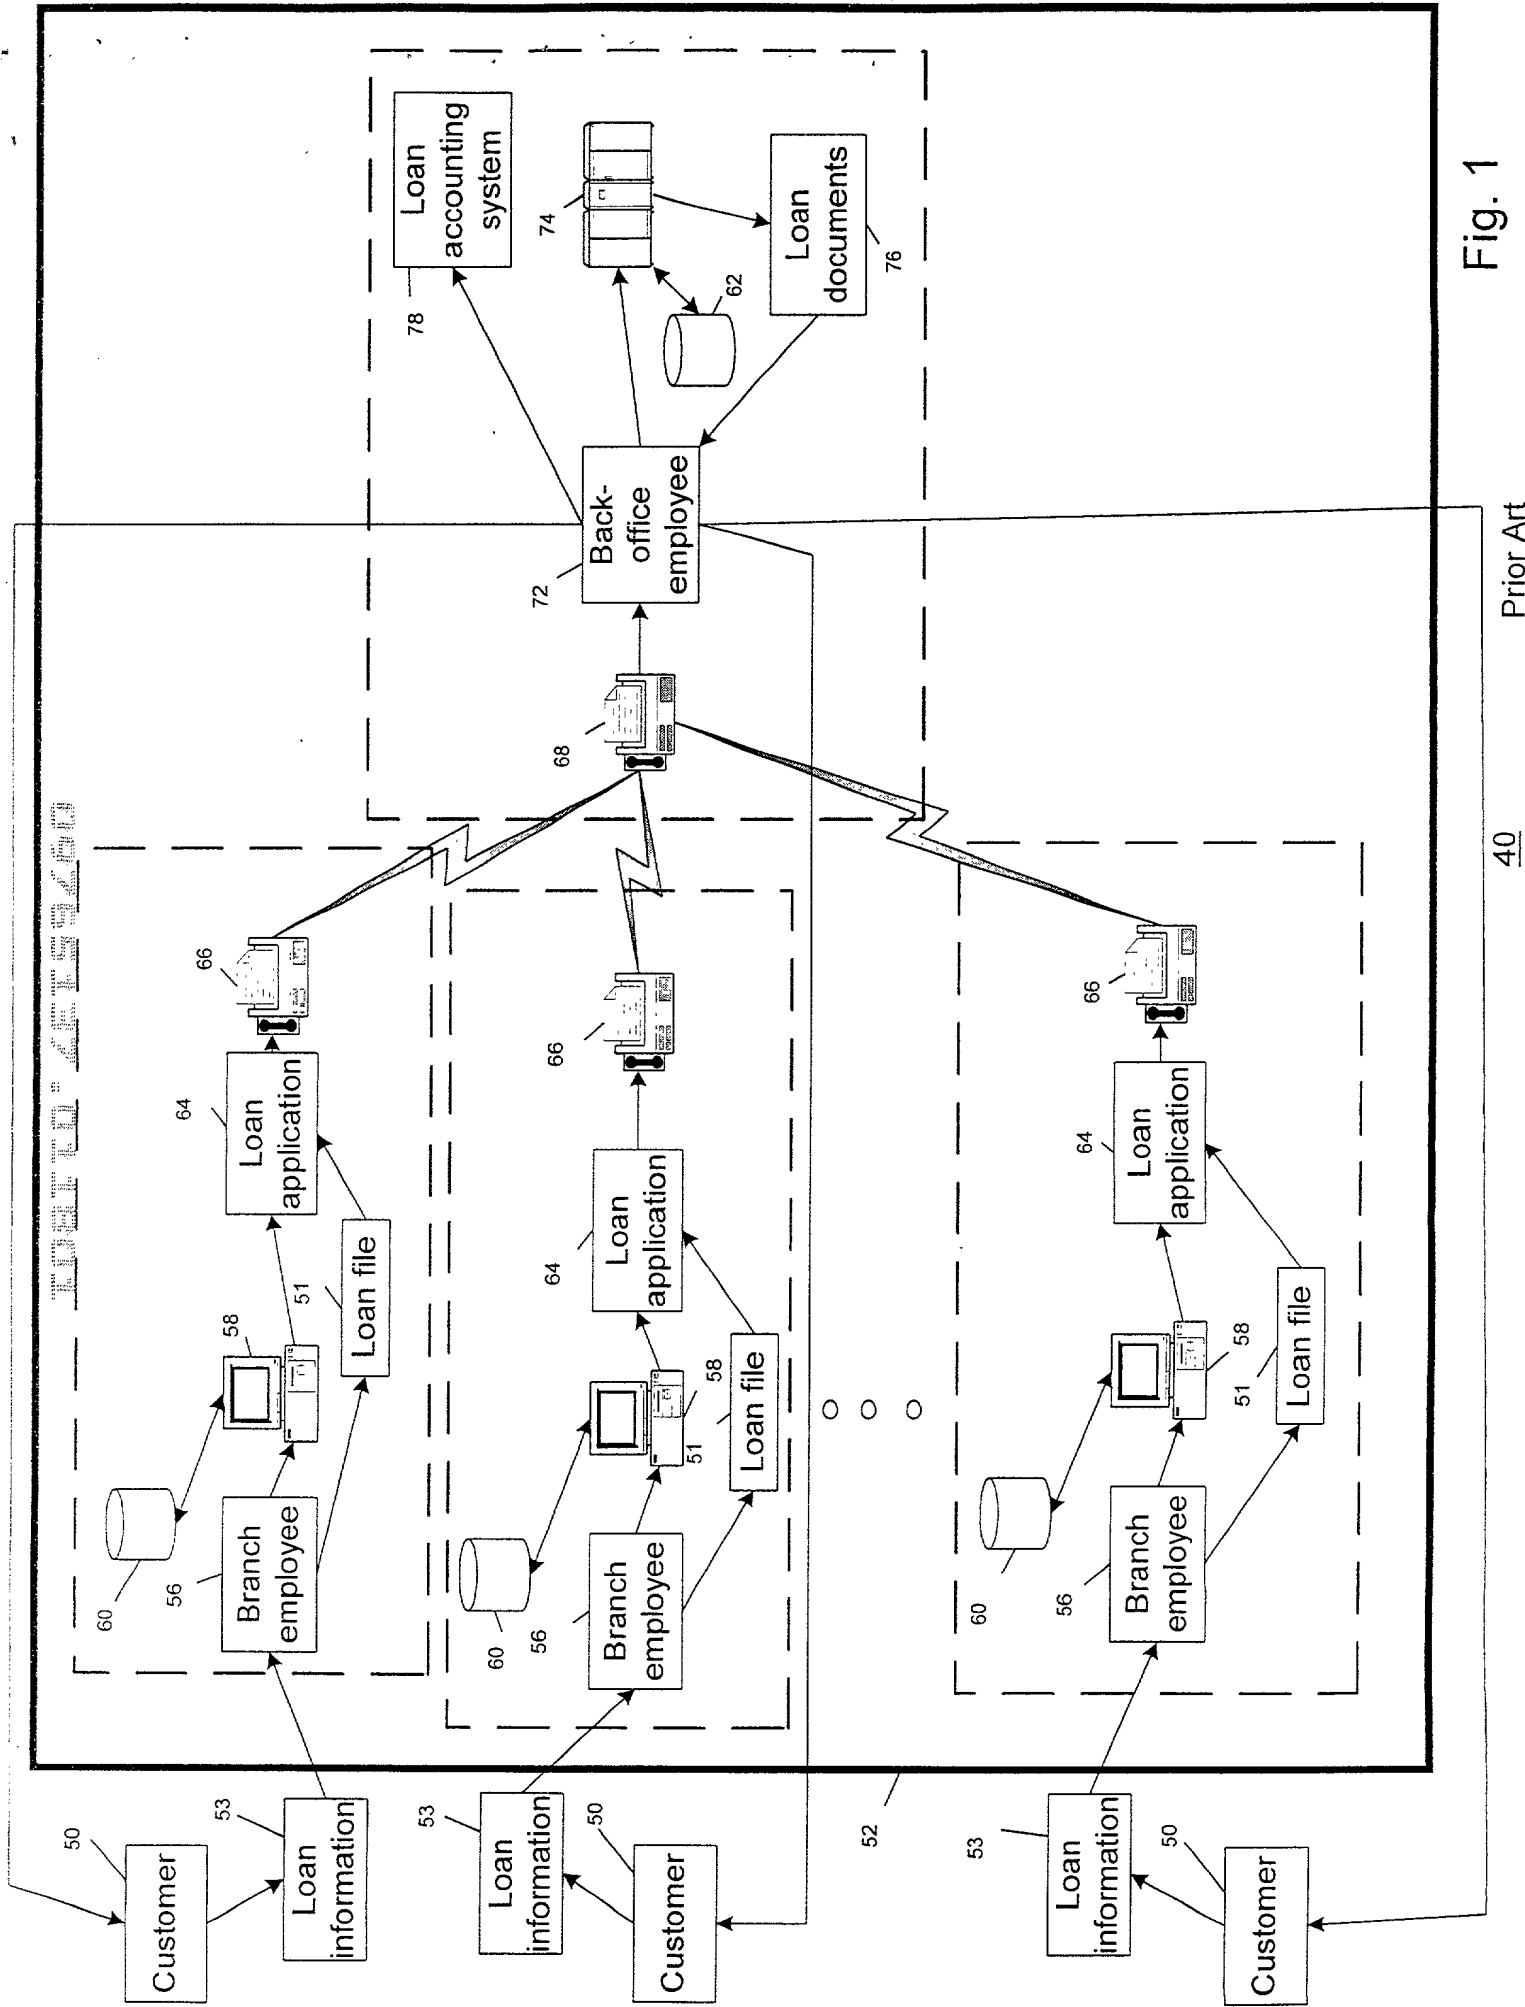 50
Customer
53
Loan
information
56
Branch
employee
60
58
51
Loan file
64
Loan
application
66
53
Loan
information
50
Customer
60
56
Branch
employee
58
51
Loan file
64
Loan
application
66
53
Loan
information
50
Customer
52
60
56
Branch
employee
58
51
Loan file
64
Loan
application
66
68
72
Back-
office
employee
78
Loan
accounting
system
74
62
Loan
documents
76
40
Prior Art
Fig. 1